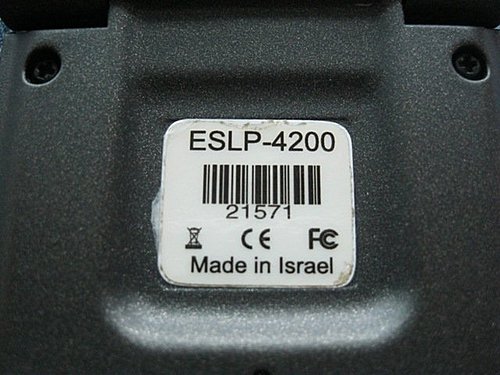 ESLP-4200
21571
CE FC
Made in Israel